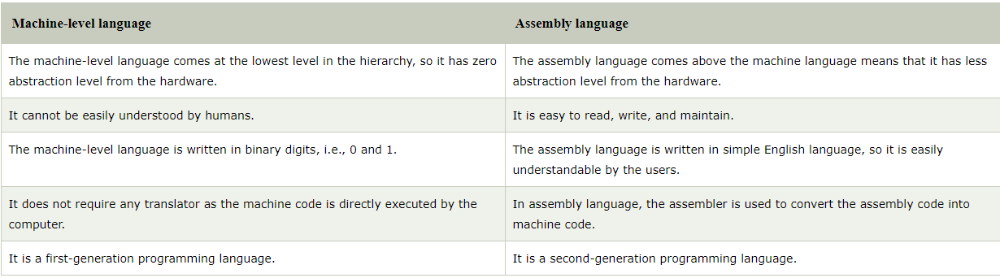 Machine-level language
Assembly language
The machine-level language comes at the lowest level in the hierarchy, so it has zero
abstraction level from the hardware.
The assembly language comes above the machine language means that it has less
abstraction level from the hardware.
It cannot be easily understood by humans.
It is easy to read, write, and maintain.
The machine-level language is written in binary digits, i.e., 0 and 1.
The assembly language is written in simple English language, so it is easily
understandable by the users.
It does not require any translator as the machine code is directly executed by the
computer.
In assembly language, the assembler is used to convert the assembly code into
machine code.
It is a first-generation programming language.
It is a second-generation programming language.